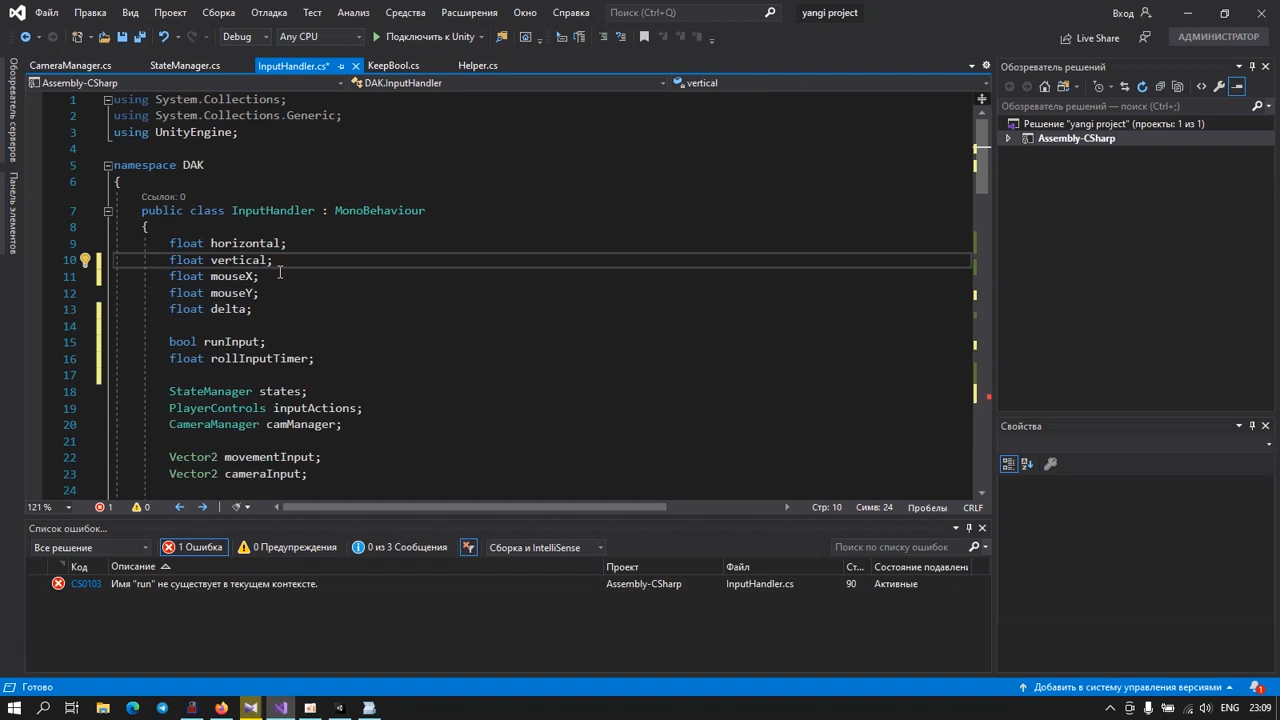 Файл Правка Вид Проект Сборка Отладка Тест Анализ Средства Расширения Окно Справка Поиск (Ctrl+Q) yangi project Вход
Debug Any CPU Подключить к Unity Live Share АДМИНИСТРАТОР
CameraManager.cs StateManager.cs InputHandler.cs* KeepBool.cs Helper.cs
Assembly-CSharp DAK.InputHandler vertical
Обозреватель серверов
Панель элементов
1 using System.Collections;
2 using System.Collections.Generic;
3 using UnityEngine;
4
5 namespace DAK
6 {
Ссылок: 0
7 public class InputHandler : MonoBehaviour
8 {
9 float horizontal;
10 float vertical;
11 float mouseX;
12 float mouseY;
13 float delta;
14
15 bool runInput;
16 float rollInputTimer;
17
18 StateManager states;
19 PlayerControls inputActions;
20 CameraManager camManager;
21
22 Vector2 movementInput;
23 Vector2 cameraInput;
24
121 % 1 0 Стр: 10 Симв: 24 Пробелы CRLF
Список ошибок...
Все решение 1 Ошибка 0 Предупреждения 0 из 3 Сообщения Сборка и IntelliSense Поиск по списку ошибок
Код Описание Проект Файл Ст... Состояние подавлени
CS0103 Имя "run" не существует в текущем контексте. Assembly-CSharp InputHandler.cs 90 Активные
Обозреватель решений
Обозреватель решений — поиск (Ctrl+;)
Решение "yangi project" (проекты: 1 из 1)
Assembly-CSharp
Свойства
Готово Добавить в систему управления версиями 1
ENG 23:09